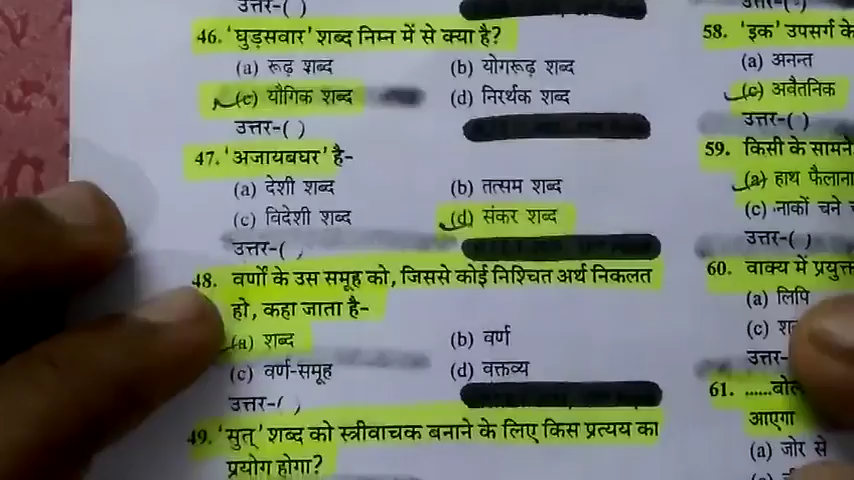 उत्तर-( )
46. 'घुड़सवार' शब्द निम्न में से क्या है?
(a) रूढ़ शब्द (b) योगरूढ़ शब्द
(c) यौगिक शब्द (d) निरर्थक शब्द
उत्तर-( )
47. 'अजायबघर' है-
(a) देशी शब्द (b) तत्सम शब्द
(c) विदेशी शब्द (d) संकर शब्द
उत्तर-(
48. वर्णों के उस समूह को, जिससे कोई निश्चित अर्थ निकलत
हो, कहा जाता है-
(a) शब्द (b) वर्ण
(c) वर्ण-समूह (d) वक्तव्य
उत्तर-( )
49. 'सुत्' शब्द को स्त्रीवाचक बनाने के लिए किस प्रत्यय का
प्रयोग होगा?
उत्तर-( )
58. 'इक' उपसर्ग के
(a) अनन्त
(c) अवैतनिक
उत्तर-( )
59. किसी के सामने
(a) हाथ फैलाना
(c) नाकों चने
उत्तर-( )
60. वाक्य में प्रयुक्त
(a) लिपि
(c)
उत्तर-
61. ......
आएगा
(a) जोर से